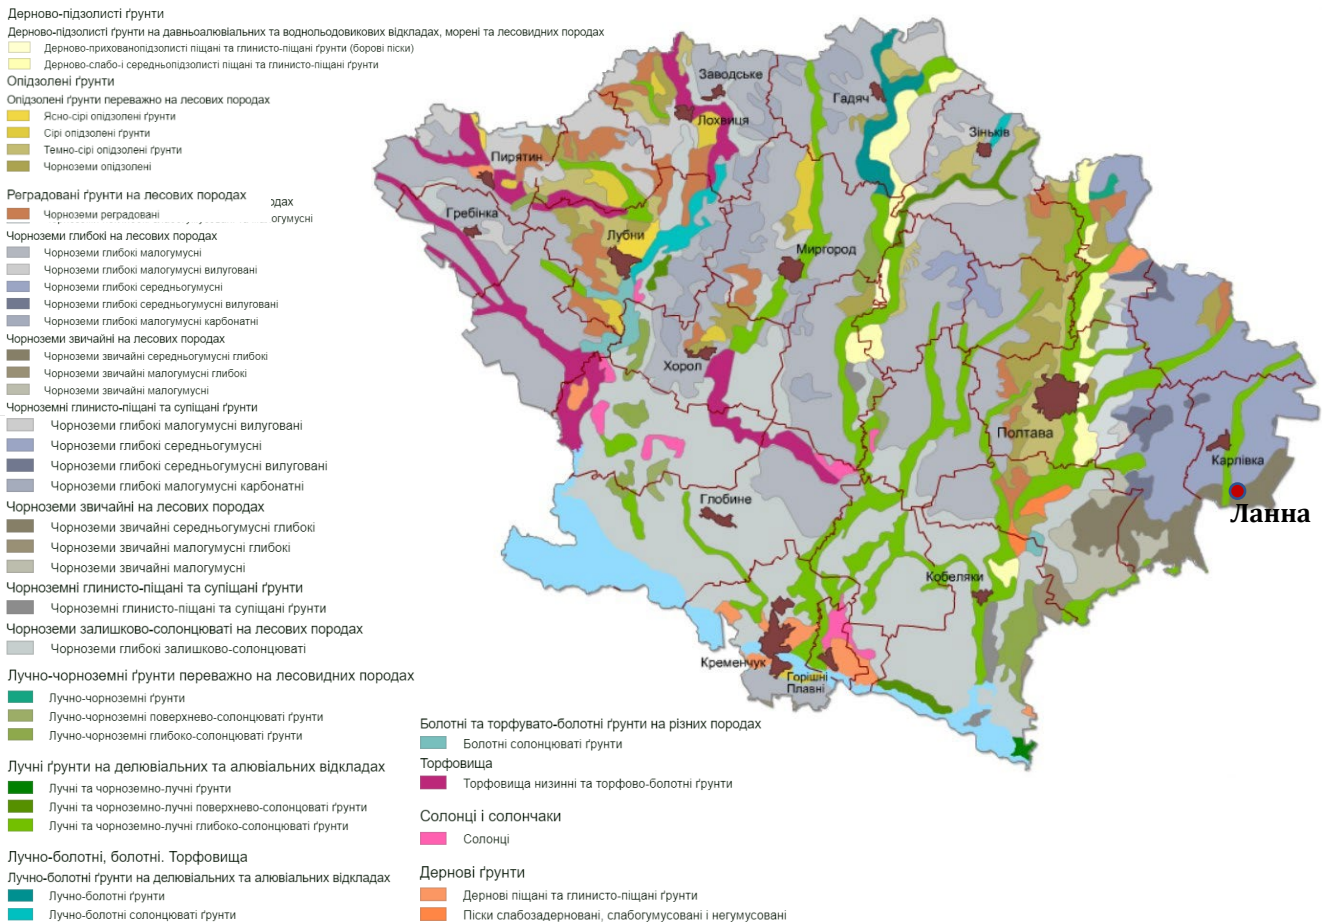 Дерново-підзолисті ґрунти
Дерново-підзолисті ґрунти на давньоалювіальних та воднольодовикових відкладах, морені та лесовидних породах
Дерново-прихованопідзолисті піщані та глинисто-піщані ґрунти (борові піски)
Дерново-слабо-і середньопідзолисті піщані та глинисто-піщані ґрунти
Опідзолені ґрунти
Опідзолені ґрунти переважно на лесових породах
Ясно-сірі опідзолені ґрунти
Сірі опідзолені ґрунти
Темно-сірі опідзолені ґрунти
Чорноземи опідзолені
Реградовані ґрунти на лесових породах
Чорноземи реградовані
Чорноземи глибокі на лесових породах
Чорноземи глибокі малогумусні
Чорноземи глибокі малогумусні вилуговані
Чорноземи глибокі середньогумусні
Чорноземи глибокі середньогумусні вилуговані
Чорноземи глибокі малогумусні карбонатні
Чорноземи звичайні на лесових породах
Чорноземи звичайні середньогумусні глибокі
Чорноземи звичайні малогумусні глибокі
Чорноземи звичайні малогумусні
Чорноземні глинисто-піщані та супіщані ґрунти
Чорноземи глибокі малогумусні вилуговані
Чорноземи глибокі середньогумусні
Чорноземи глибокі середньогумусні вилуговані
Чорноземи глибокі малогумусні карбонатні
Чорноземи звичайні на лесових породах
Чорноземи звичайні середньогумусні глибокі
Чорноземи звичайні малогумусні глибокі
Чорноземи звичайні малогумусні
Чорноземні глинисто-піщані та супіщані ґрунти
Чорноземні глинисто-піщані та супіщані ґрунти
Чорноземи залишково-солонцюваті на лесових породах
Чорноземи глибокі залишково-солонцюваті
Лучно-чорноземні ґрунти переважно на лесовидних породах
Лучно-чорноземні ґрунти
Лучно-чорноземні поверхнево-солонцюваті ґрунти
Лучно-чорноземні глибоко-солонцюваті ґрунти
Лучні ґрунти на делювіальних та алювіальних відкладах
Лучні та чорноземно-лучні ґрунти
Лучні та чорноземно-лучні поверхнево-солонцоваті ґрунти
Лучні та чорноземно-лучні глибоко-солонцюваті ґрунти
Лучно-болотні, болотні. Торфовища
Лучно-болотні ґрунти на делювіальних та алювіальних відкладах
Лучно-болотні ґрунти
Лучно-болотні солонцюваті ґрунти
Болотні та торфувато-болотні ґрунти на різних породах
Болотні солонцюваті ґрунти
Торфовища
Торфовища низинні та торфово-болотні ґрунти
Солонці і солончаки
Солонці
Дернові ґрунти
Дернові піщані та глинисто-піщані ґрунти
Піски слабозадерновані, слабогумусовані і негумусовані
Заводське
Гадяч
Лохвиця
Зіньків
Пирятин
Гребінка
Лубни
Миргород
Хорол
Полтава
Карлівка
Ланна
Глобине
Кобеляки
Кременчук
Горішні
Плавні